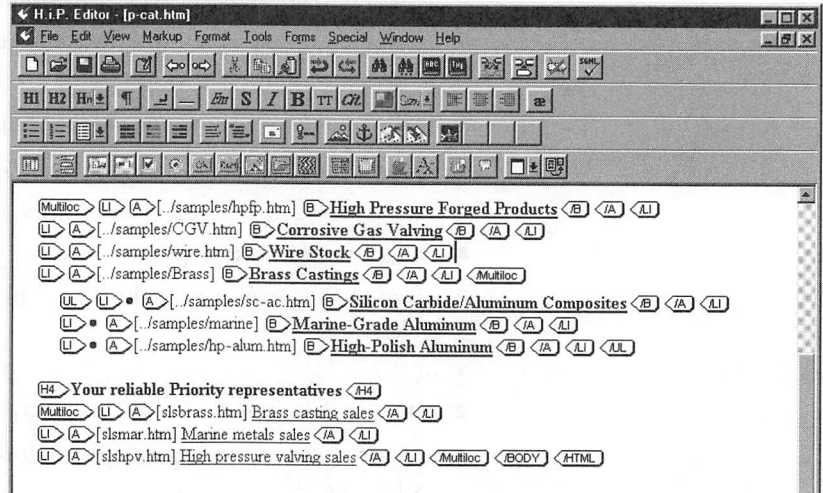 H.i.P. Editor - [p-cat.htm]
File Edit View Markup Format Tools Forms Special Window Help
SGML
H1 H2 Hn ¶ Em S I B TT Cit. æ
Multiloc LI A [../samples/hpfp.htm] B High Pressure Forged Products /B /A /LI
LI A [../samples/CGV.htm] B Corrosive Gas Valving /B /A /LI
LI A [../samples/wire.htm] B Wire Stock /B /A /LI
LI A [../samples/Brass] B Brass Castings /B /A /LI /Multiloc
UL LI • A [../samples/sc-ac.htm] B Silicon Carbide/Aluminum Composites /B /A /LI
LI • A [../samples/marine] B Marine-Grade Aluminum /B /A /LI
LI • A [../samples/hp-alum.htm] B High-Polish Aluminum /B /A /LI /UL
H4 Your reliable Priority representatives /H4
Multiloc LI A [slsbrass.htm] Brass casting sales /A /LI
LI A [slsmar.htm] Marine metals sales /A /LI
LI A [slshpv.htm] High pressure valving sales /A /LI /Multiloc /BODY /HTML